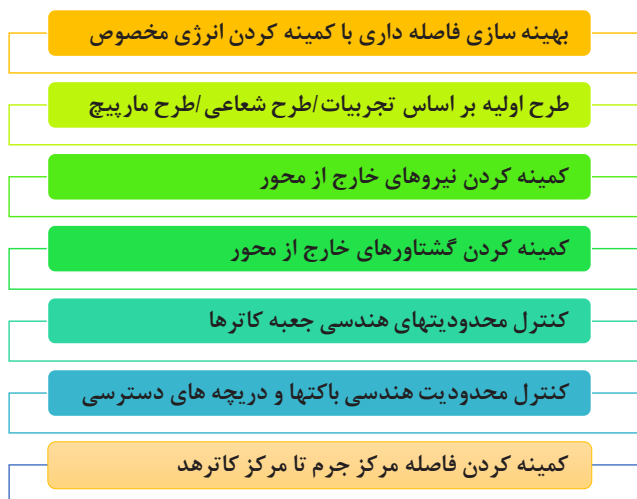 بهینه سازی فاصله داری با کمینه کردن انرژی مخصوص
طرح اولیه بر اساس تجربیات/طرح شعاعی/طرح مارپیچ
کمینه کردن نیروهای خارج از محور
کمینه کردن گشتاورهای خارج از محور
کنترل محدودیتهای هندسی جعبه کاترها
کنترل محدودیت هندسی باکتها و دریچه های دسترسی
کمینه کردن فاصله مرکز جرم تا مرکز کاترهد